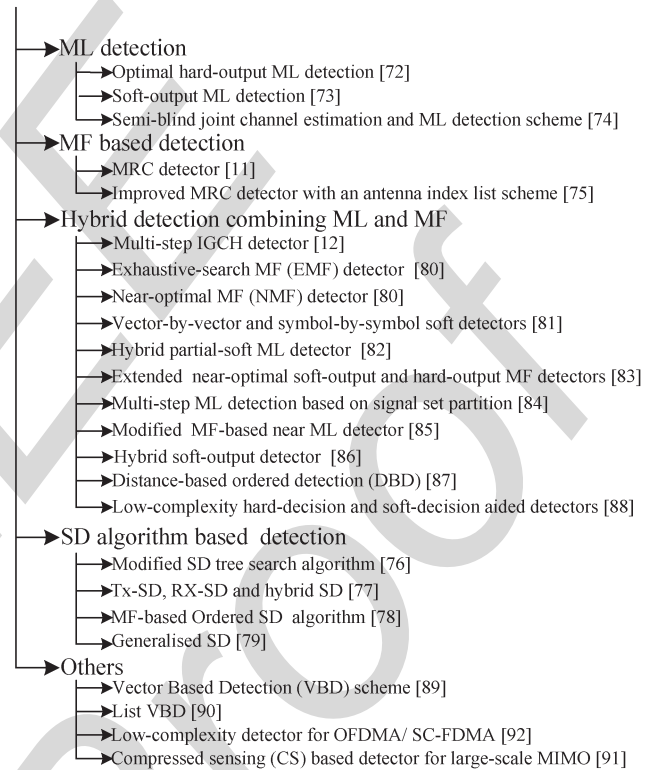 ML detection
Optimal hard-output ML detection [72]
Soft-output ML detection [73]
Semi-blind joint channel estimation and ML detection scheme [74]
MF based detection
MRC detector [11]
Improved MRC detector with an antenna index list scheme [75]
Hybrid detection combining ML and MF
Multi-step IGCH detector [12]
Exhaustive-search MF (EMF) detector [80]
Near-optimal MF (NMF) detector [80]
Vector-by-vector and symbol-by-symbol soft detectors [81]
Hybrid partial-soft ML detector [82]
Extended near-optimal soft-output and hard-output MF detectors [83]
Multi-step ML detection based on signal set partition [84]
Modified MF-based near ML detector [85]
Hybrid soft-output detector [86]
Distance-based ordered detection (DBD) [87]
Low-complexity hard-decision and soft-decision aided detectors [88]
SD algorithm based detection
Modified SD tree search algorithm [76]
Tx-SD, RX-SD and hybrid SD [77]
MF-based Ordered SD algorithm [78]
Generalised SD [79]
Others
Vector Based Detection (VBD) scheme [89]
List VBD [90]
Low-complexity detector for OFDMA/ SC-FDMA [92]
Compressed sensing (CS) based detector for large-scale MIMO [91]
EE
Proof